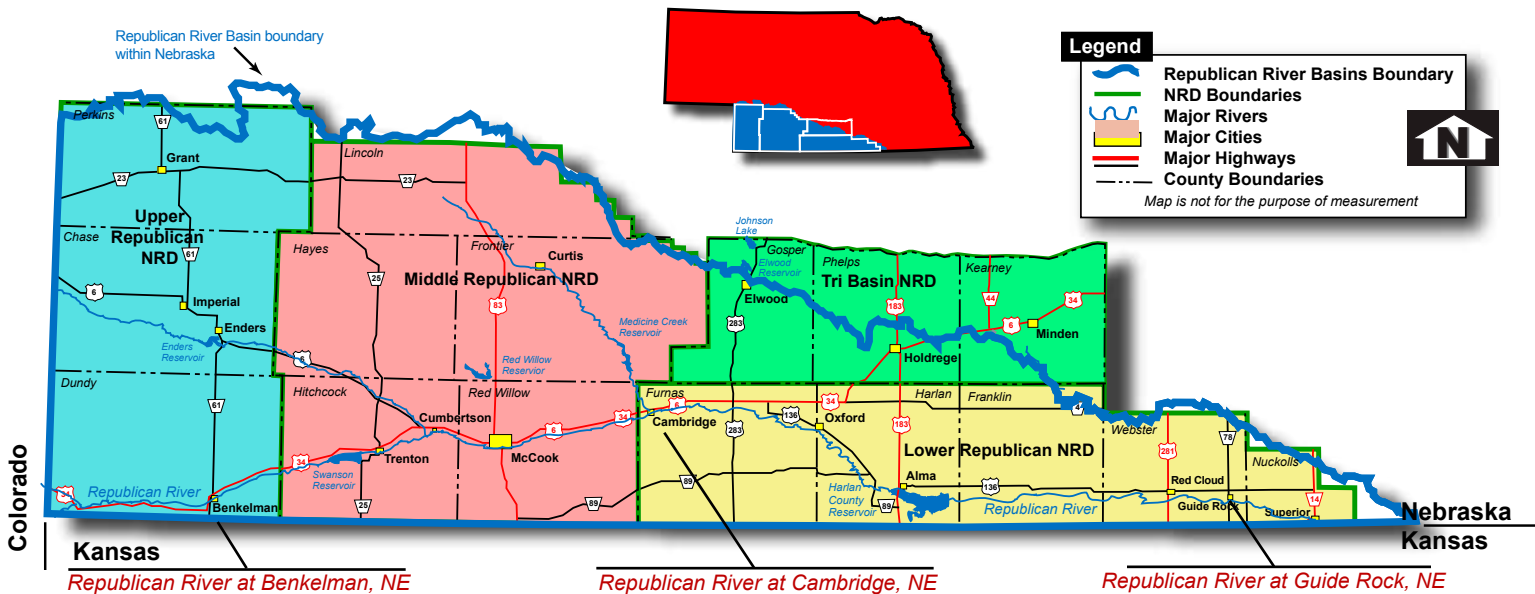 Republican River Basin boundary
within Nebraska
Legend
Republican River Basins Boundary
NRD Boundaries
Major Rivers
Major Cities
Major Highways
County Boundaries
Map is not for the purpose of measurement
N
Perkins
61
Grant
23
Lincoln
23
Upper
Republican
NRD
Chase
61
6
Imperial
Enders
Enders
Reservoir
Dundy
61
34
Republican River
Benkelman
Hayes
25
Frontier
Curtis
Middle Republican NRD
83
Medicine Creek
Reservoir
6
Red Willow
Reservior
Hitchcock
Red Willow
Cumbertson
34
Trenton
Swanson
Reservoir
25
McCook
6
34
89
Johnson
Lake
Gosper
Elwood
Reservoir
Elwood
283
Phelps
Kearney
Tri Basin NRD
183
44
34
6
Minden
Holdrege
Furnas
6
Cambridge
34
136
Oxford
283
89
Harlan
Franklin
4
183
Lower Republican NRD
Alma
Harlan
County
Reservoir
89
136
Republican River
Webster
281
78
Nuckolls
Red Cloud
Guide Rock
14
Superior
Colorado
Kansas
Nebraska
Kansas
Republican River at Benkelman, NE
Republican River at Cambridge, NE
Republican River at Guide Rock, NE